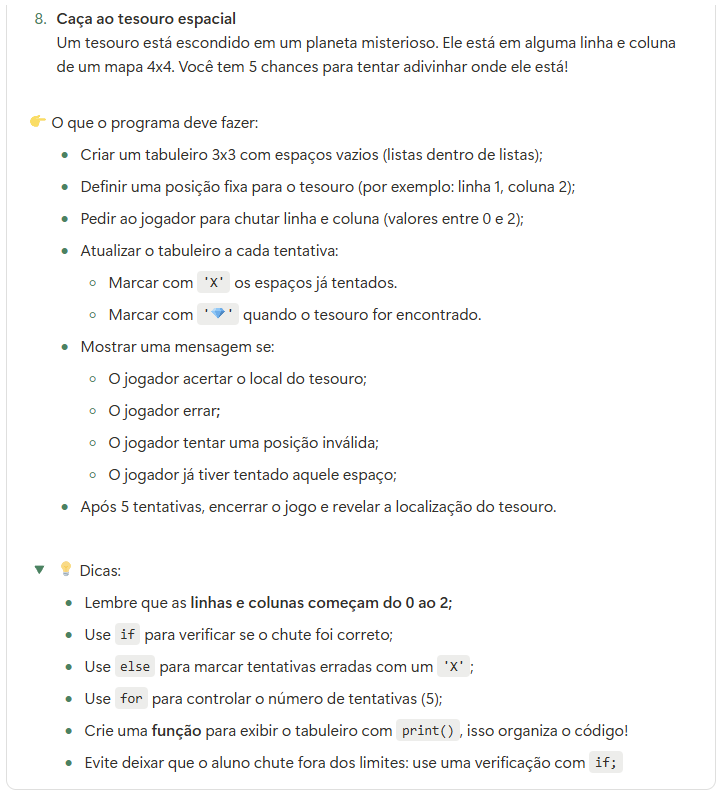 8. Caça ao tesouro espacial
Um tesouro está escondido em um planeta misterioso. Ele está em alguma linha e coluna
de um mapa 4x4. Você tem 5 chances para tentar adivinhar onde ele está!
👉 O que o programa deve fazer:
• Criar um tabuleiro 3x3 com espaços vazios (listas dentro de listas);
• Definir uma posição fixa para o tesouro (por exemplo: linha 1, coluna 2);
• Pedir ao jogador para chutar linha e coluna (valores entre 0 e 2);
• Atualizar o tabuleiro a cada tentativa:
◦ Marcar com 'X' os espaços já tentados.
◦ Marcar com '💎' quando o tesouro for encontrado.
• Mostrar uma mensagem se:
◦ O jogador acertar o local do tesouro;
◦ O jogador errar;
◦ O jogador tentar uma posição inválida;
◦ O jogador já tiver tentado aquele espaço;
• Após 5 tentativas, encerrar o jogo e revelar a localização do tesouro.
▼ 💡 Dicas:
• Lembre que as linhas e colunas começam do 0 ao 2;
• Use if para verificar se o chute foi correto;
• Use else para marcar tentativas erradas com um 'X';
• Use for para controlar o número de tentativas (5);
• Crie uma função para exibir o tabuleiro com print(), isso organiza o código!
• Evite deixar que o aluno chute fora dos limites: use uma verificação com if;